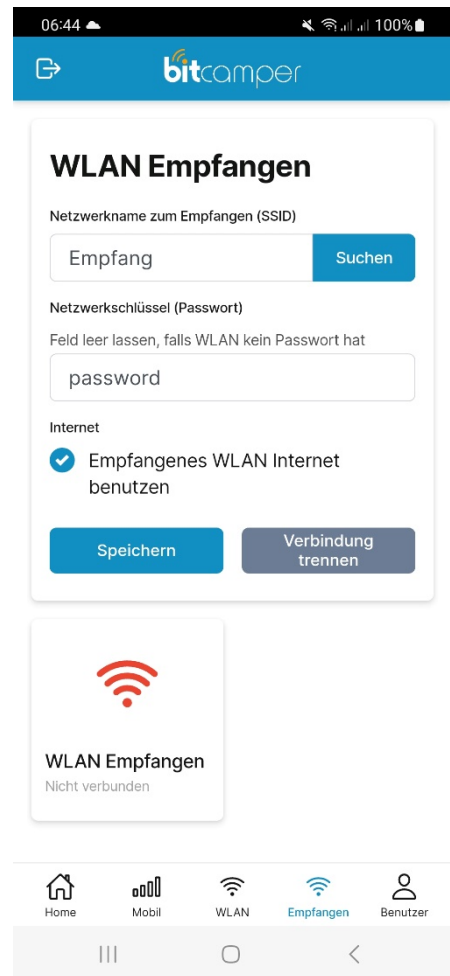 06:44
100%
bitcamper
WLAN Empfangen
Netzwerkname zum Empfangen (SSID)
Empfang
Suchen
Netzwerkschlüssel (Passwort)
Feld leer lassen, falls WLAN kein Passwort hat
password
Internet
Empfangenes WLAN Internet
benutzen
Speichern
Verbindung
trennen
WLAN Empfangen
Nicht verbunden
Home
Mobil
WLAN
Empfangen
Benutzer